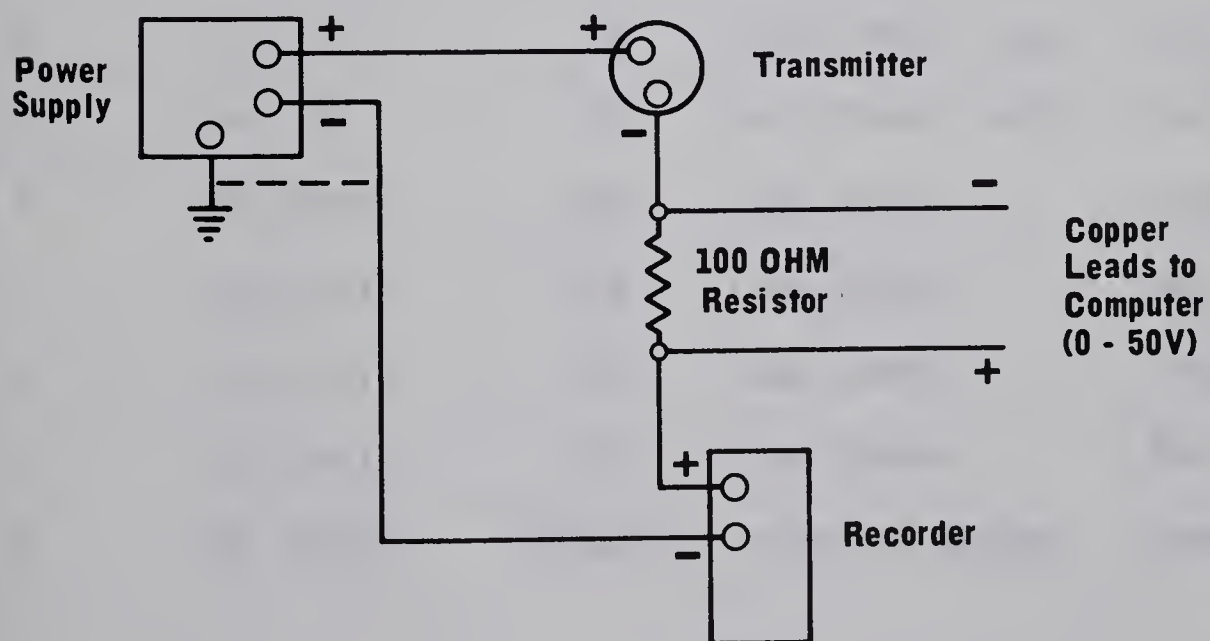 +
+
Power
Supply
Transmitter
-
-
-
100 OHM
Resistor
Copper
Leads to
Computer
(0 - 50V)
+
+
Recorder
-